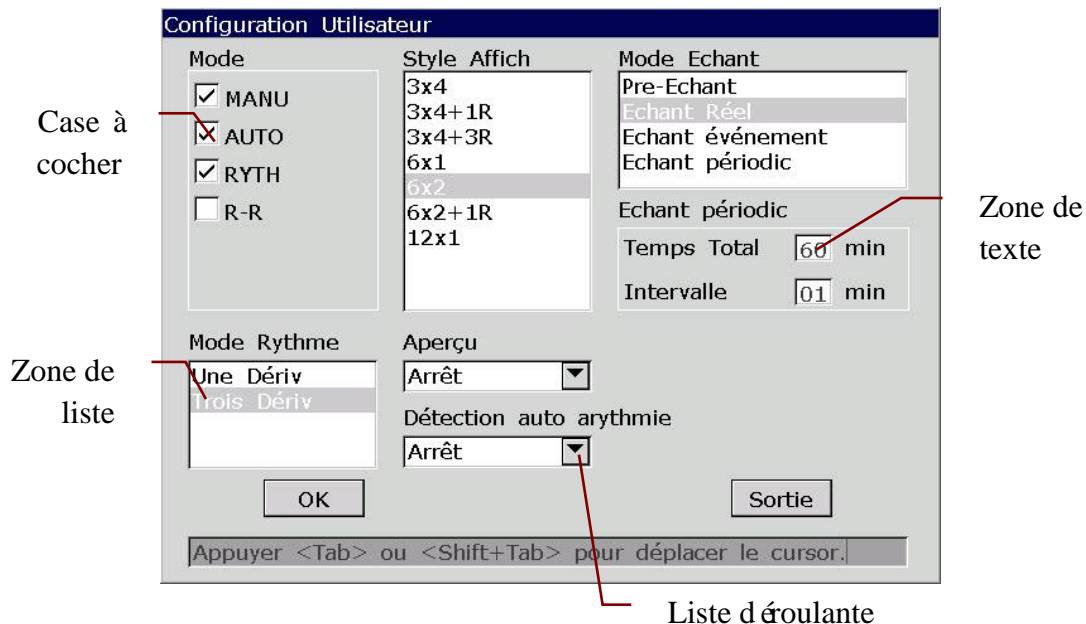 Configuration Utilisateur
Mode
MANU
AUTO
RYTH
R-R
Style Affich
3x4
3x4+1R
3x4+3R
6x1
6x2
6x2+1R
12x1
Mode Echant
Pre-Echant
Echant Réel
Echant événement
Echant périodic
Echant périodic
Temps Total 60 min
Intervalle 01 min
Mode Rythme
Une Dériv
Trois Dériv
Aperçu
Arrêt
Détection auto arythmie
Arrêt
OK
Sortie
Appuyer <Tab> ou <Shift+Tab> pour déplacer le cursor.
Case à
cocher
Zone de
texte
Zone de
liste
Liste déroulante